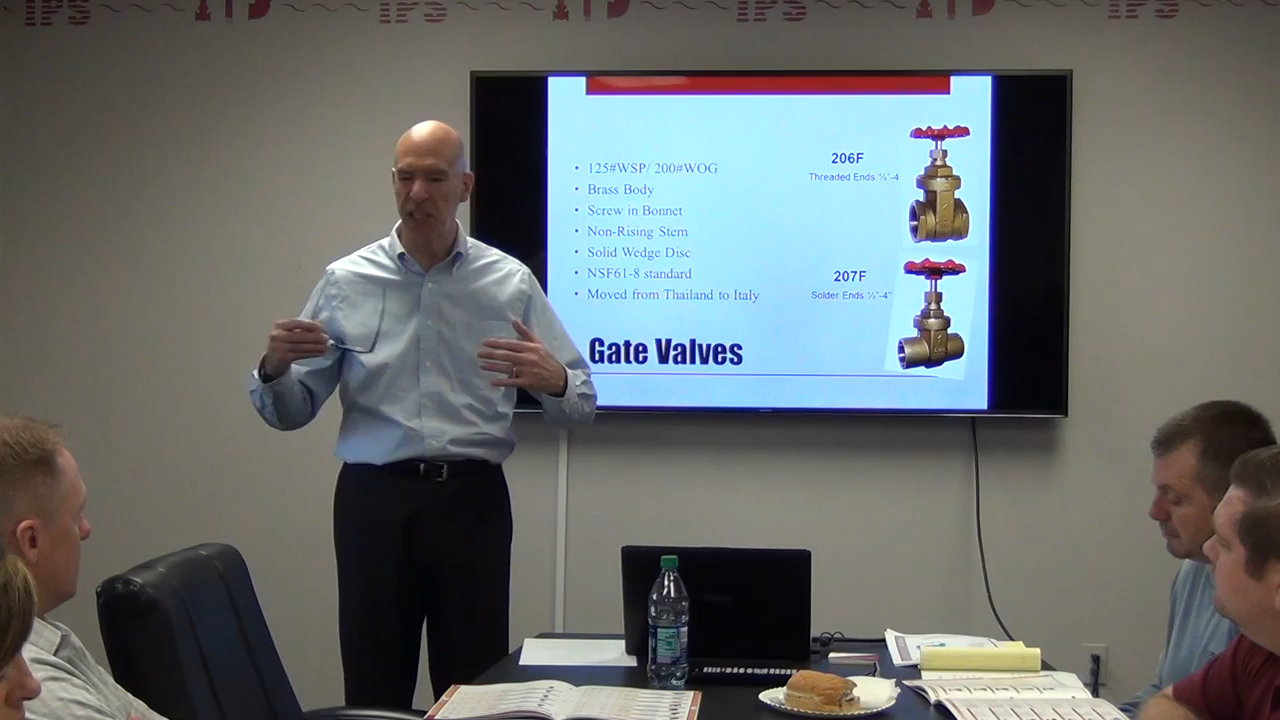 IPS IPS IPS IPS
• 125#WSP/ 200#WOG
• Brass Body
• Screw in Bonnet
• Non-Rising Stem
• Solid Wedge Disc
• NSF61-8 standard
• Moved from Thailand to Italy
206F
Threaded Ends ½"-4
207F
Solder Ends ½"-4"
Gate Valves